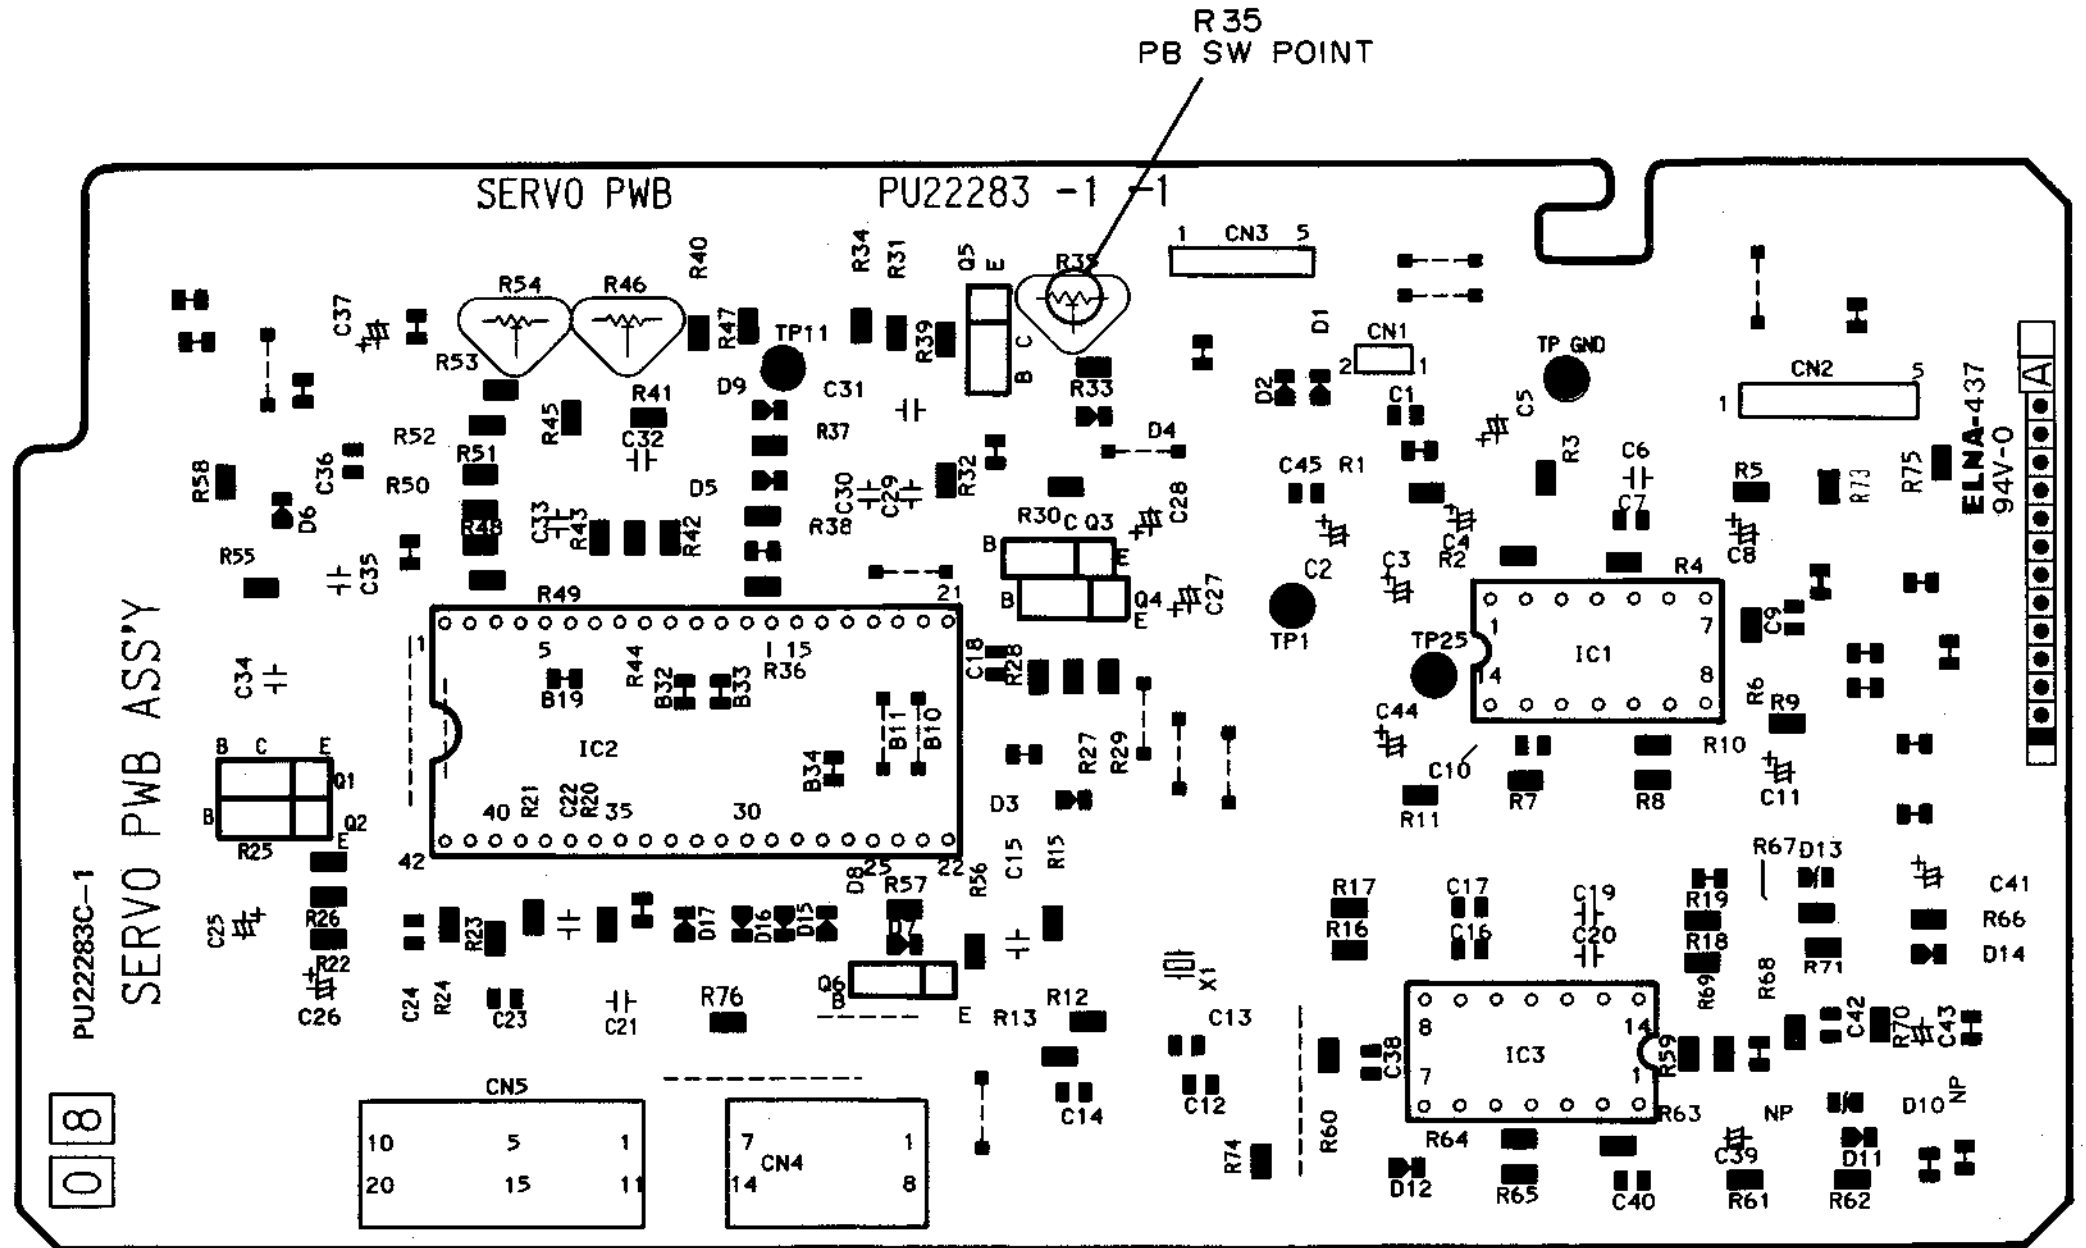 R35
PB SW POINT
SERVO PWB
PU22283 -1 -1
R40
R34
R31
Q5
E
R35
1 CN3 5
R54
R46
C37
R47
TP11
R39
C
B
D1
CN1
2 1
TP GND
CN2
1 5
A
R53
D9
C31
R33
D2
C1
C5
R41
R45
C32
R37
D4
R52
R51
R3
C6
R5
R73
R75
ELNA-437
94V-0
R58
C36
R50
D5
C30
C29
R32
C45
R1
C7
D6
R48
C33
R43
R42
R38
R30
C
Q3
C28
B
E
C4
R2
C3
C8
R55
C35
R49
21
B
Q4
E
C27
C2
TP1
R4
1
5
15
R36
R44
B19
B32
B33
C18
R28
TP25
1
7
IC1
14
8
C9
R6
R9
C34
B
C
E
Q1
B
Q2
E
IC2
B11
B10
B34
R27
R29
C44
C10
R10
R7
R8
R11
C11
D3
40
R21
C22
R20
35
30
R25
42
25
22
D8
R57
R56
C15
R15
R67
D13
C41
R66
D14
R71
SERVO PWB ASS'Y
PU22283C-1
C25
R26
R22
C26
R23
D17
D16
D15
D7
R17
R16
C17
C16
C19
C20
R19
R18
R69
R68
X1
Q6
B
E
C24
R24
C23
C21
R76
R12
R13
C13
C14
C12
C38
8
14
IC3
7
1
R59
C42
R70
C43
CN5
10 5 1
20 15 11
7 1
CN4
14 8
R74
R60
R64
R63
NP
D10
NP
D12
R65
C40
C39
R61
D11
R62
0 8